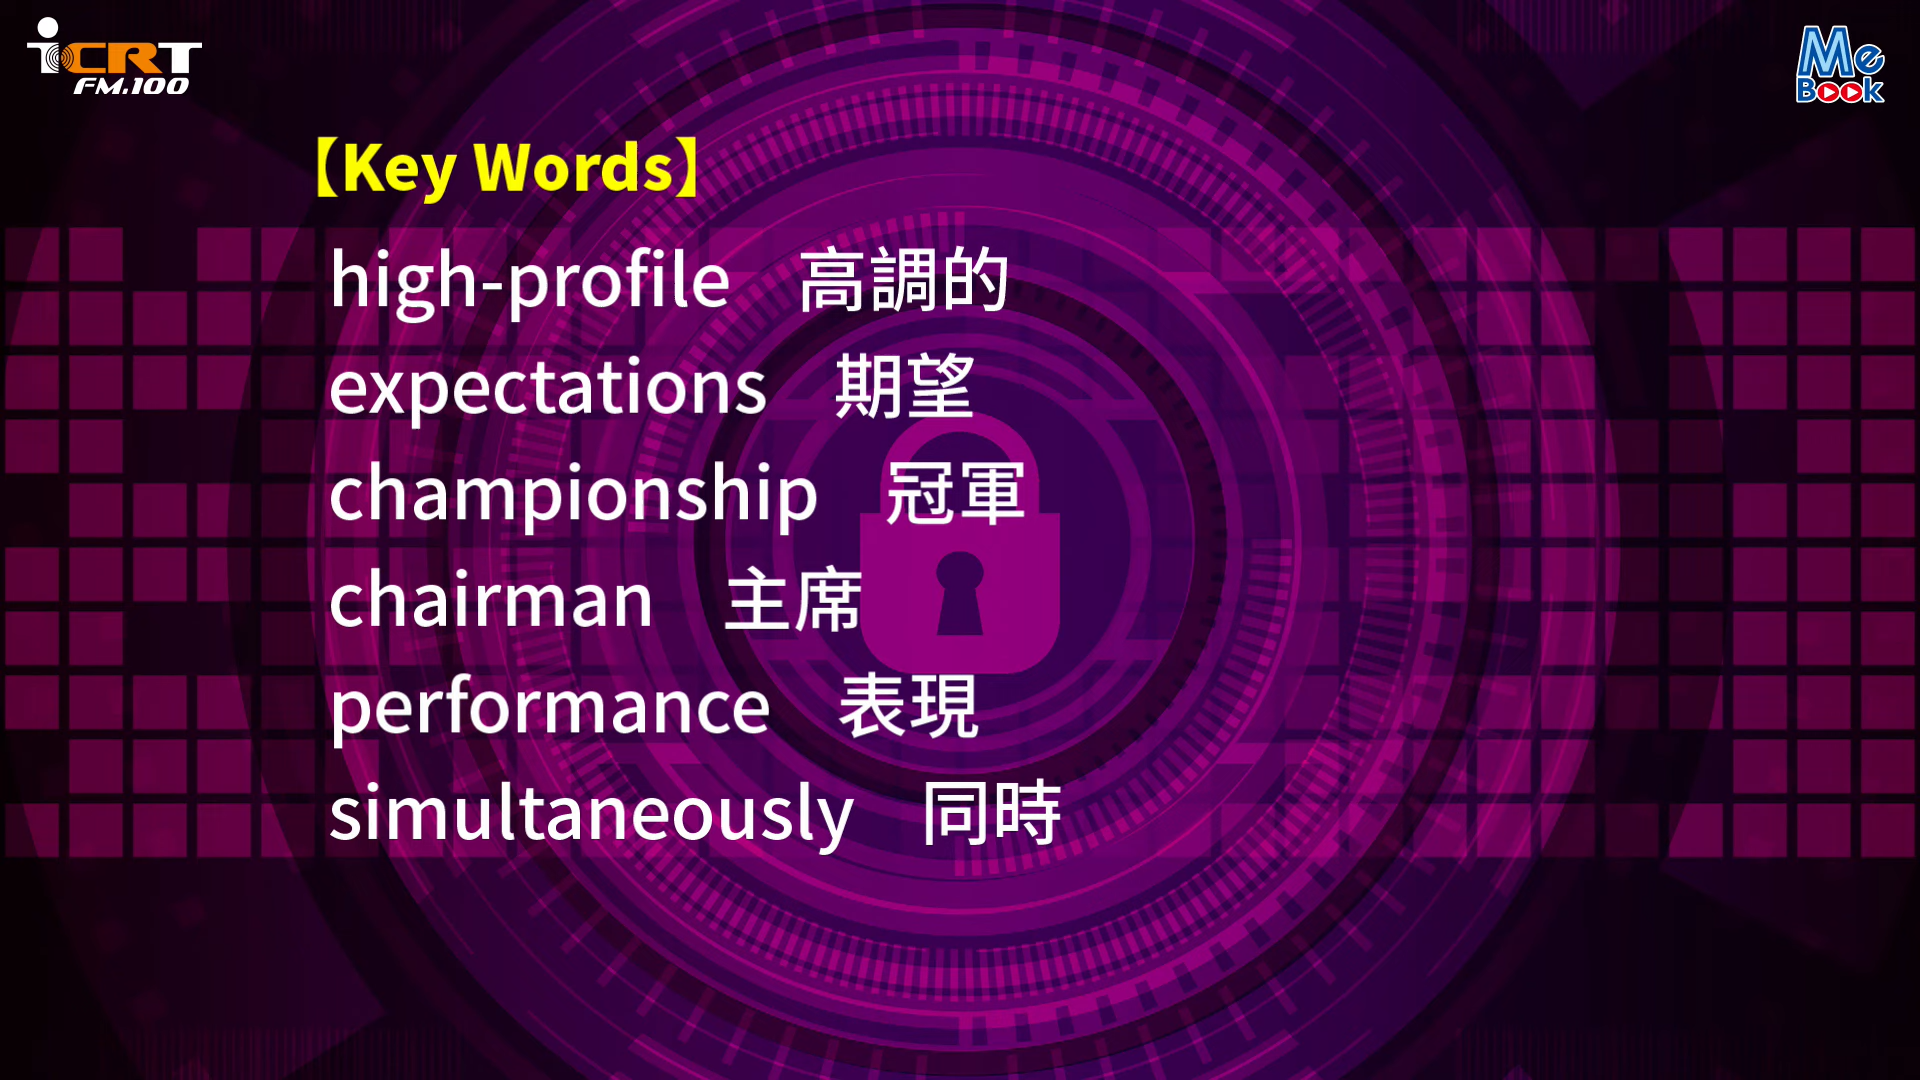 iCRT
FM.100
Me
Book
【Key Words】
high-profile 高調的
expectations 期望
championship 冠軍
chairman 主席
performance 表現
simultaneously 同時